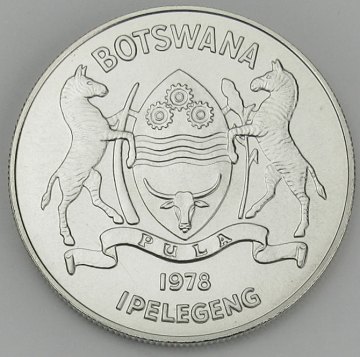 BOTSWANA
PULA
1978
IPELEGENG